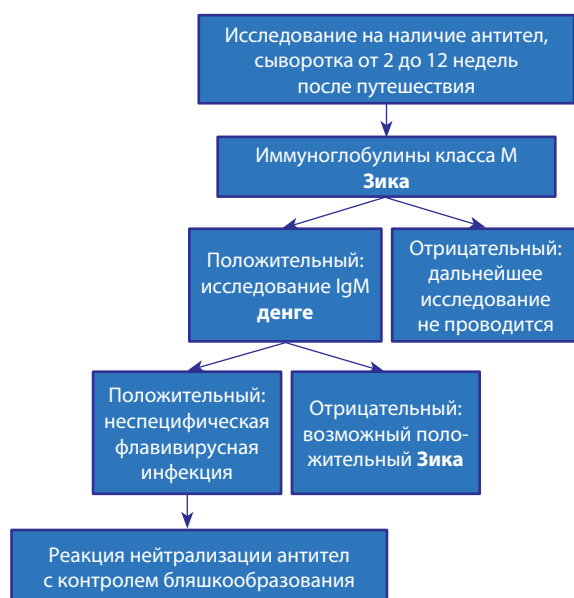 Исследование на наличие антител,
сыворотка от 2 до 12 недель
после путешествия
Иммуноглобулины класса М
Зика
Положительный:
исследование IgM
денге
Отрицательный:
дальнейшее
исследование
не проводится
Положительный:
неспецифическая
флавивирусная
инфекция
Отрицательный:
возможный поло-
жительный Зика
Реакция нейтрализации антител
с контролем бляшкообразования